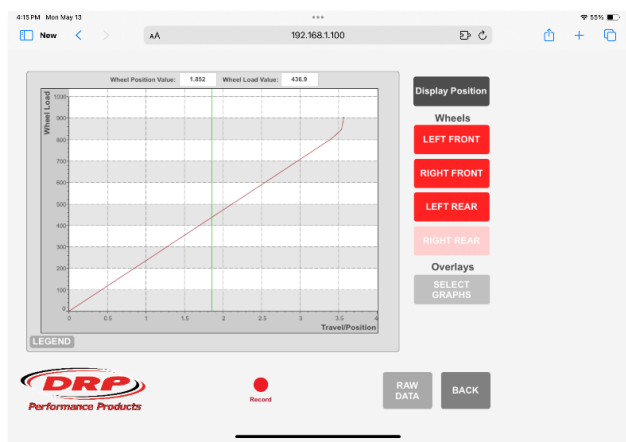 4:15 PM Mon May 13
55%
New
AA
192.168.1.100
Wheel Position Value: 1.852 Wheel Load Value: 436.9
Display Position
Wheels
LEFT FRONT
RIGHT FRONT
LEFT REAR
RIGHT REAR
Overlays
SELECT
GRAPHS
Wheel Load
1000
900
800
700
600
500
400
300
200
100
0
0 0.5 1 1.5 2 2.5 3 3.5 4
Travel/Position
LEGEND
DRP
Performance Products
Record
RAW
DATA
BACK